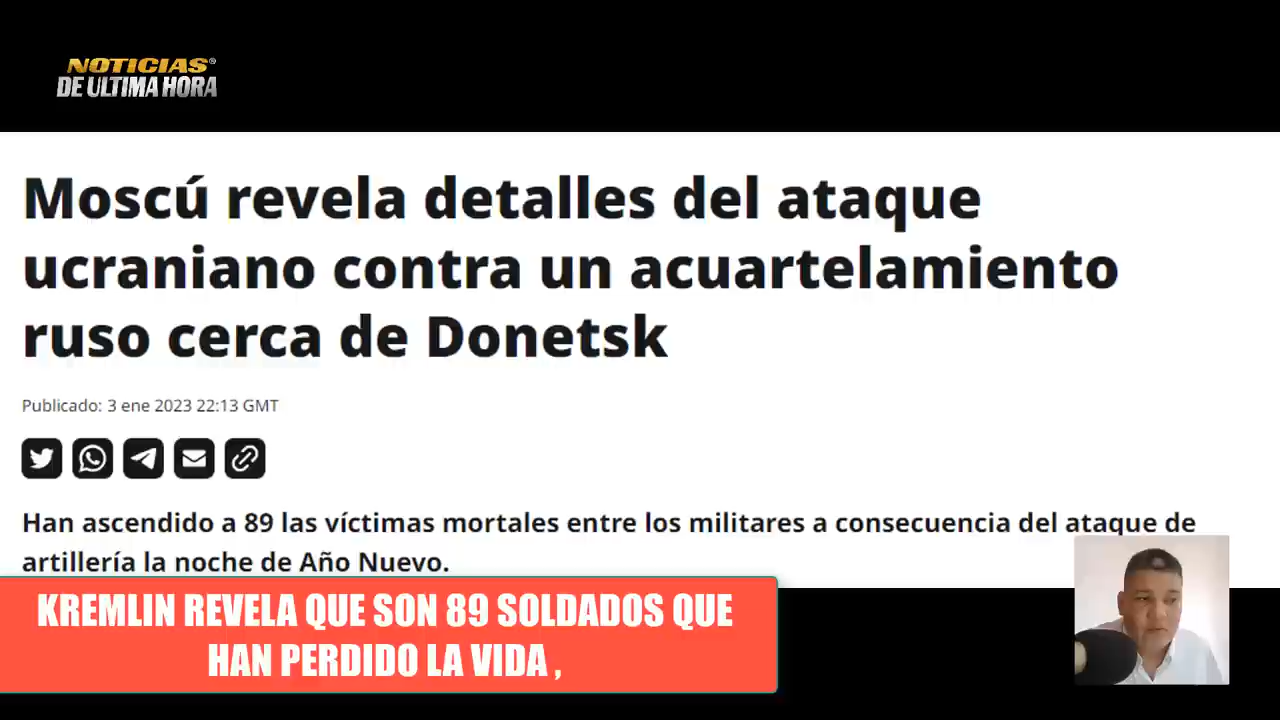 NOTICIAS®
DE ULTIMA HORA
Moscú revela detalles del ataque
ucraniano contra un acuartelamiento
ruso cerca de Donetsk
Publicado: 3 ene 2023 22:13 GMT
Han ascendido a 89 las víctimas mortales entre los militares a consecuencia del ataque de
artillería la noche de Año Nuevo.
KREMLIN REVELA QUE SON 89 SOLDADOS QUE
HAN PERDIDO LA VIDA ,